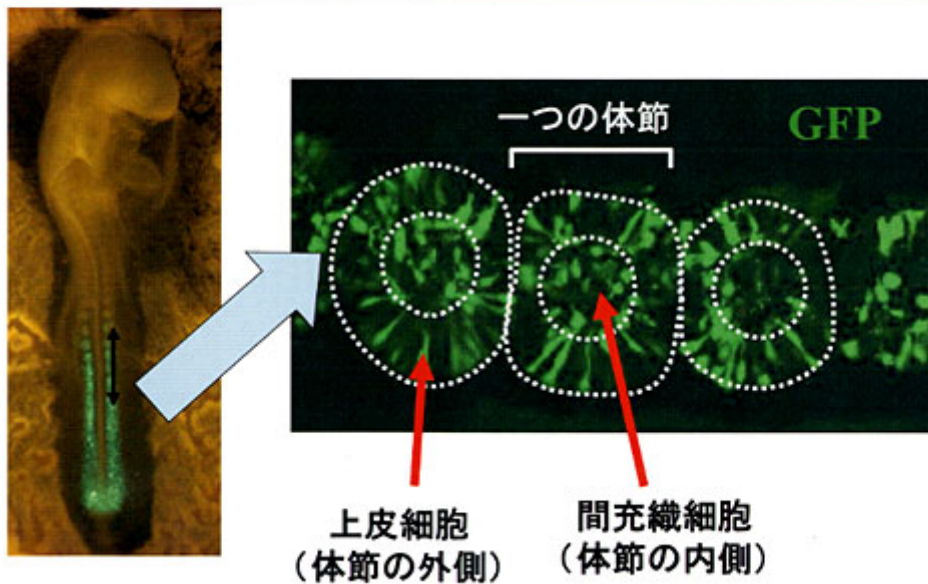 一つの体節
GFP
上皮細胞
（体節の外側）
間充織細胞
（体節の内側）